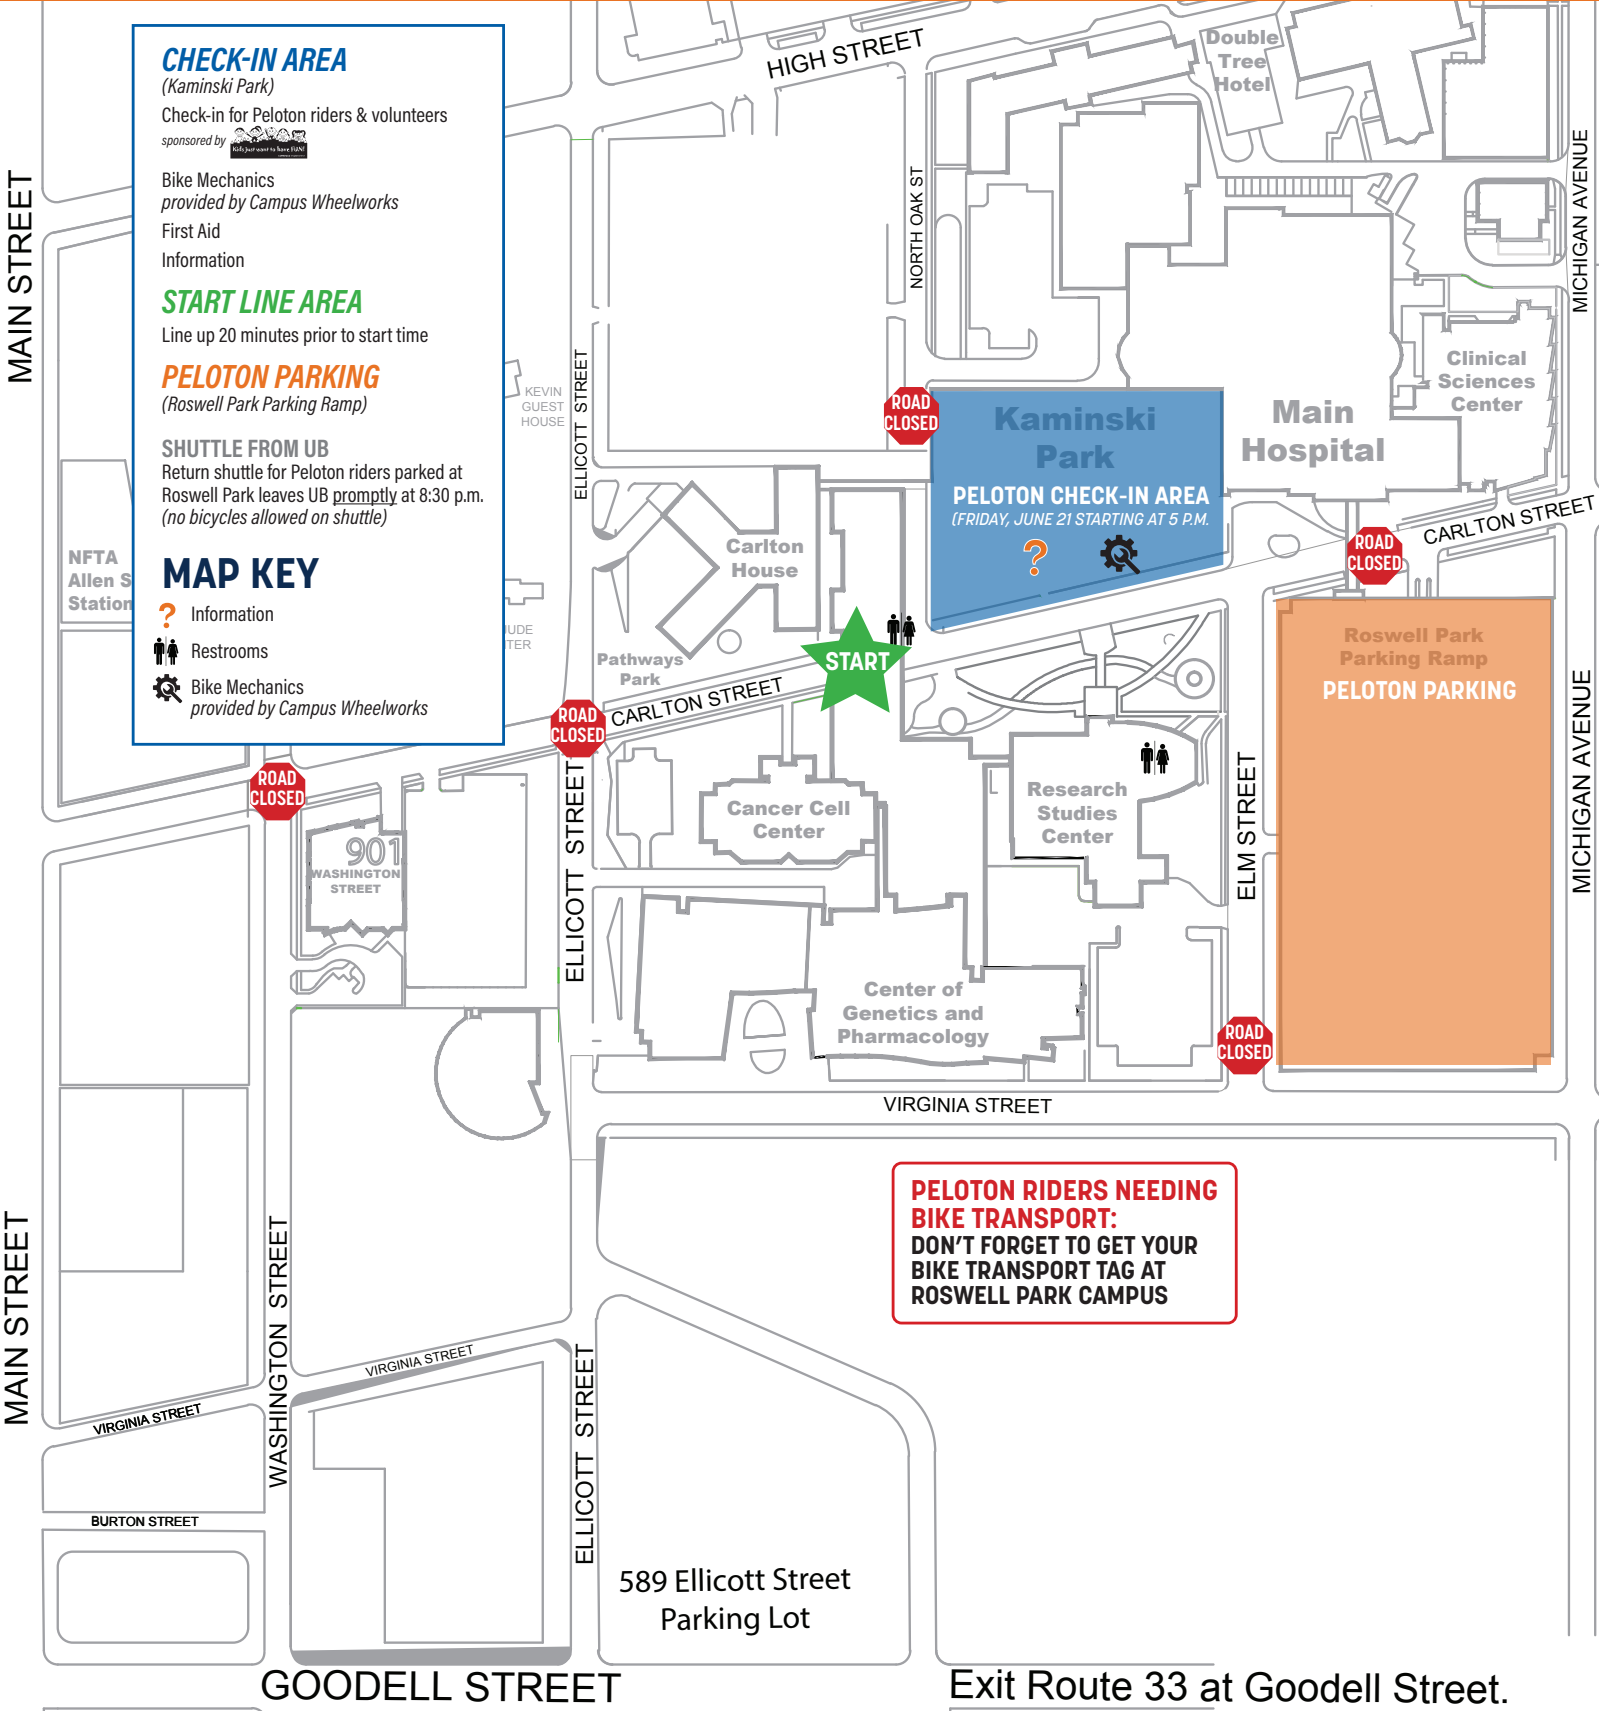 CHECK-IN AREA
(Kaminski Park)
Check-in for Peloton riders & volunteers
sponsored by
Kids just want to have FUN!
Bike Mechanics
provided by Campus Wheelworks
First Aid
Information
START LINE AREA
Line up 20 minutes prior to start time
PELOTON PARKING
(Roswell Park Parking Ramp)
SHUTTLE FROM UB
Return shuttle for Peloton riders parked at
Roswell Park leaves UB promptly at 8:30 p.m.
(no bicycles allowed on shuttle)
MAP KEY
? Information
Restrooms
Bike Mechanics
provided by Campus Wheelworks
HIGH STREET
Double
Tree
Hotel
MAIN STREET
NORTH OAK ST
MICHIGAN AVENUE
ELLICOTT STREET
KEVIN
GUEST
HOUSE
ROAD
CLOSED
Kaminski
Park
PELOTON CHECK-IN AREA
(FRIDAY, JUNE 21 STARTING AT 5 P.M.
?
Main
Hospital
Clinical
Sciences
Center
CARLTON STREET
ROAD
CLOSED
NFTA
Allen S
Station
Carlton
House
UDE
TER
Pathways
Park
START
CARLTON STREET
ROAD
CLOSED
ROAD
CLOSED
Roswell Park
Parking Ramp
PELOTON PARKING
MICHIGAN AVENUE
ELM STREET
Research
Studies
Center
Cancer Cell
Center
901
WASHINGTON
STREET
ELLICOTT STREET
Center of
Genetics and
Pharmacology
ROAD
CLOSED
VIRGINIA STREET
PELOTON RIDERS NEEDING
BIKE TRANSPORT:
DON'T FORGET TO GET YOUR
BIKE TRANSPORT TAG AT
ROSWELL PARK CAMPUS
MAIN STREET
WASHINGTON STREET
VIRGINIA STREET
VIRGINIA STREET
ELLICOTT STREET
BURTON STREET
589 Ellicott Street
Parking Lot
GOODELL STREET
Exit Route 33 at Goodell Street.